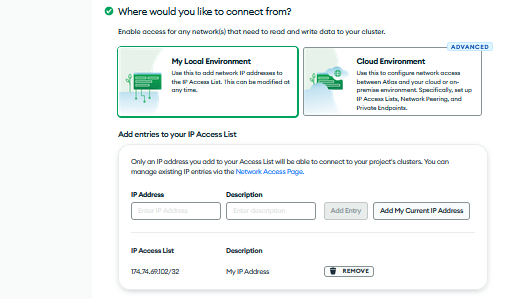 Where would you like to connect from?
Enable access for any network(s) that need to read and write data to your cluster.
ADVANCED
My Local Environment
Use this to add network IP addresses to
the IP Access List. This can be modified at
any time.
Cloud Environment
Use this to configure network access
between Atlas and your cloud or on-
premise environment. Specifically, set up
IP Access Lists, Network Peering, and
Private Endpoints.
Add entries to your IP Access List
Only an IP address you add to your Access List will be able to connect to your project's clusters. You can
manage existing IP entries via the Network Access Page.
IP Address
Description
Enter IP Address
Enter description
Add Entry
Add My Current IP Address
IP Access List
Description
174.74.69.102/32
My IP Address
REMOVE